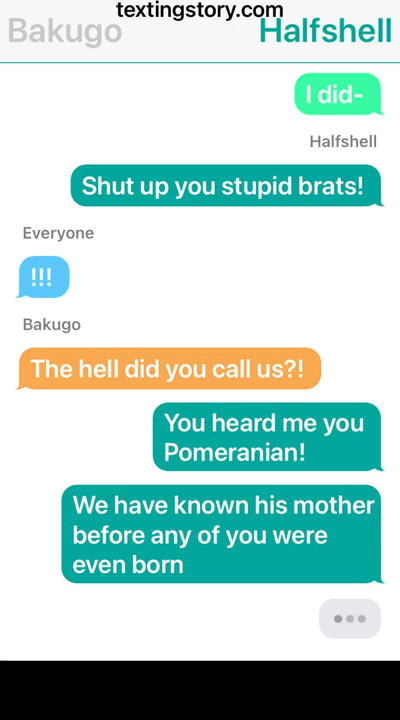 textingstory.com
Bakugo Halfshell
I did-
Halfshell
Shut up you stupid brats!
Everyone
!!!
Bakugo
The hell did you call us?!
You heard me you
Pomeranian!
We have known his mother
before any of you were
even born